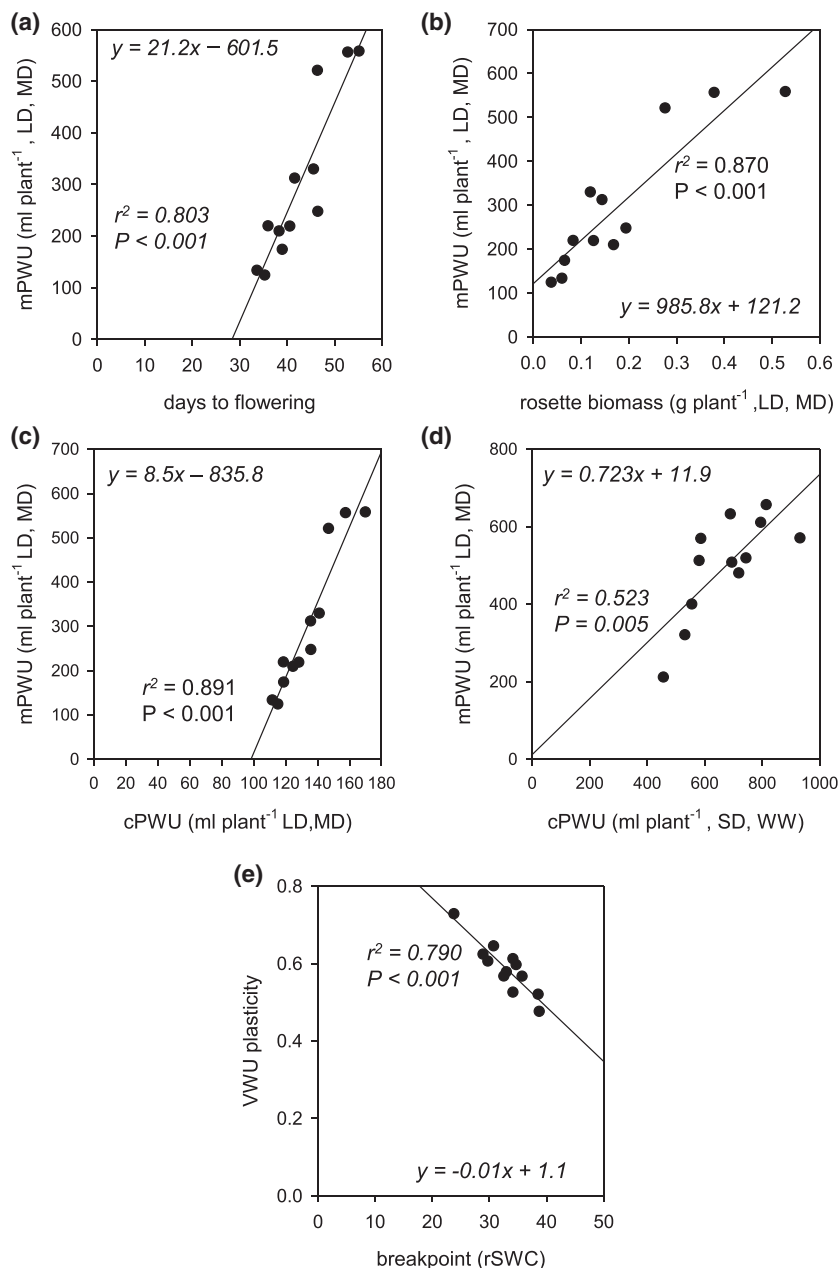 (a)
600
500
400
300
200
100
0
y = 21.2x – 601.5
r² = 0.803
P < 0.001
mPWU (ml plant⁻¹ , LD, MD)
0 10 20 30 40 50 60
days to flowering
(b)
700
600
500
400
300
200
100
0
r² = 0.870
P < 0.001
y = 985.8x + 121.2
mPWU (ml plant⁻¹, LD, MD)
0.0 0.1 0.2 0.3 0.4 0.5 0.6
rosette biomass (g plant⁻¹ ,LD, MD)
(c)
700
600
500
400
300
200
100
0
y = 8.5x – 835.8
r² = 0.891
P < 0.001
mPWU (ml plant⁻¹ LD, MD)
0 20 40 60 80 100 120 140 160 180
cPWU (ml plant⁻¹ LD,MD)
(d)
800
600
400
200
0
y = 0.723x + 11.9
r² = 0.523
P = 0.005
mPWU (ml plant⁻¹ LD, MD)
0 200 400 600 800 1000
cPWU (ml plant⁻¹ , SD, WW)
(e)
0.8
0.6
0.4
0.2
0.0
r² = 0.790
P < 0.001
y = -0.01x + 1.1
VWU plasticity
0 10 20 30 40 50
breakpoint (rSWC)